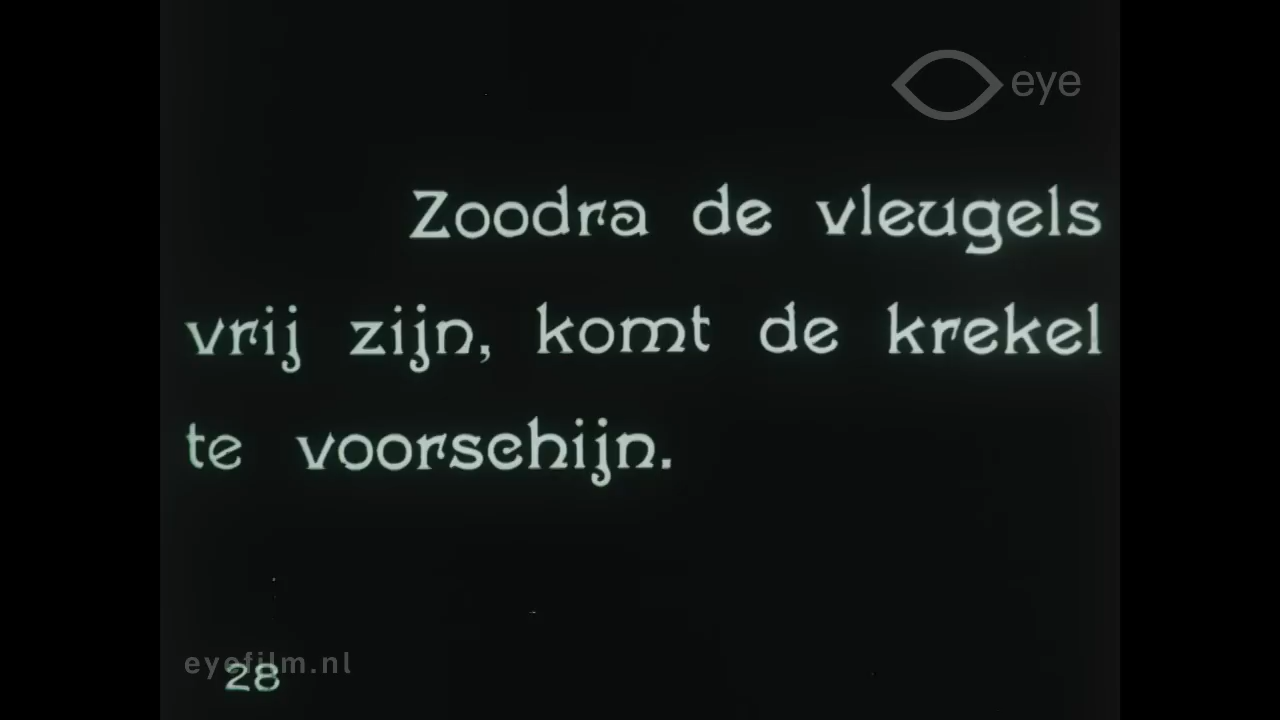 eye
Zoodra de vleugels
vrij zijn, komt de krekel
te voorschijn.
eyefilm.nl
28